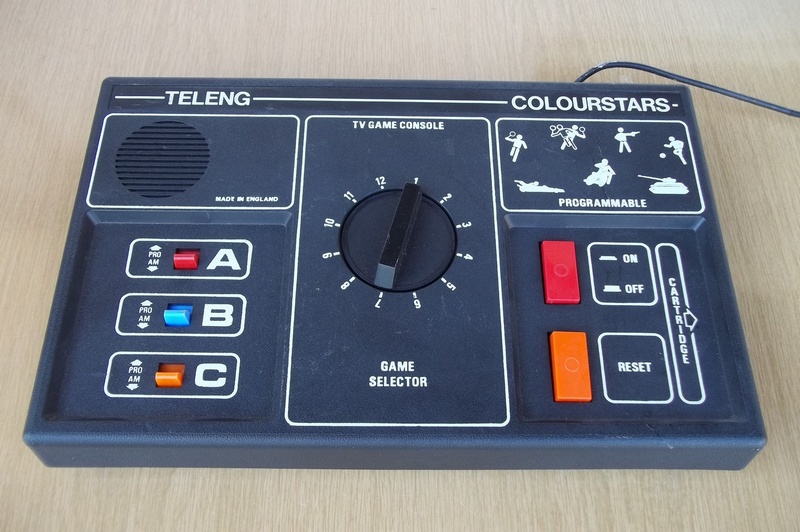 TELENG
COLOURSTARS
TV GAME CONSOLE
MADE IN ENGLAND
PROGRAMMABLE
12 1 2 3 4 5 6 7 8 9 10 11
PRO
AM
A
PRO
AM
B
PRO
AM
C
GAME
SELECTOR
ON
OFF
RESET
CARTRIDGE